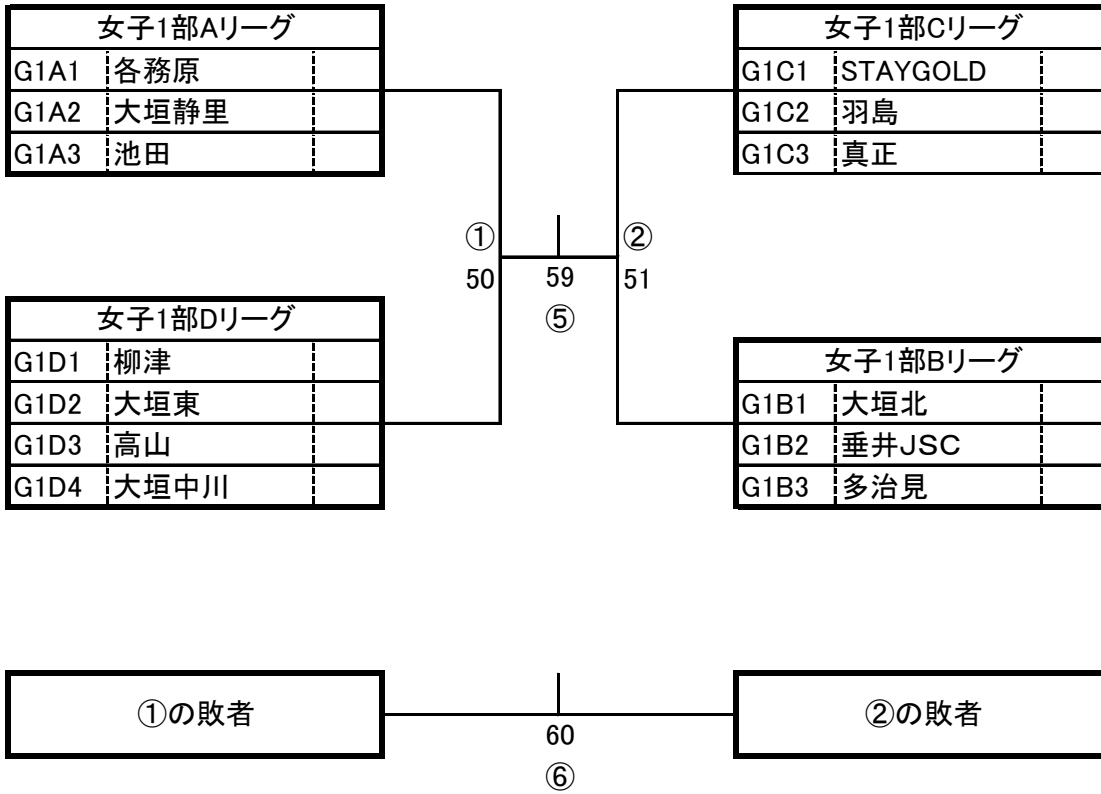 女子1部Aリーグ
G1A1 各務原
G1A2 大垣静里
G1A3 池田
女子1部Cリーグ
G1C1 STAYGOLD
G1C2 羽島
G1C3 真正
① ②
50 59 51
⑤
女子1部Dリーグ
G1D1 柳津
G1D2 大垣東
G1D3 高山
G1D4 大垣中川
女子1部Bリーグ
G1B1 大垣北
G1B2 垂井JSC
G1B3 多治見
①の敗者 ②の敗者
60
⑥